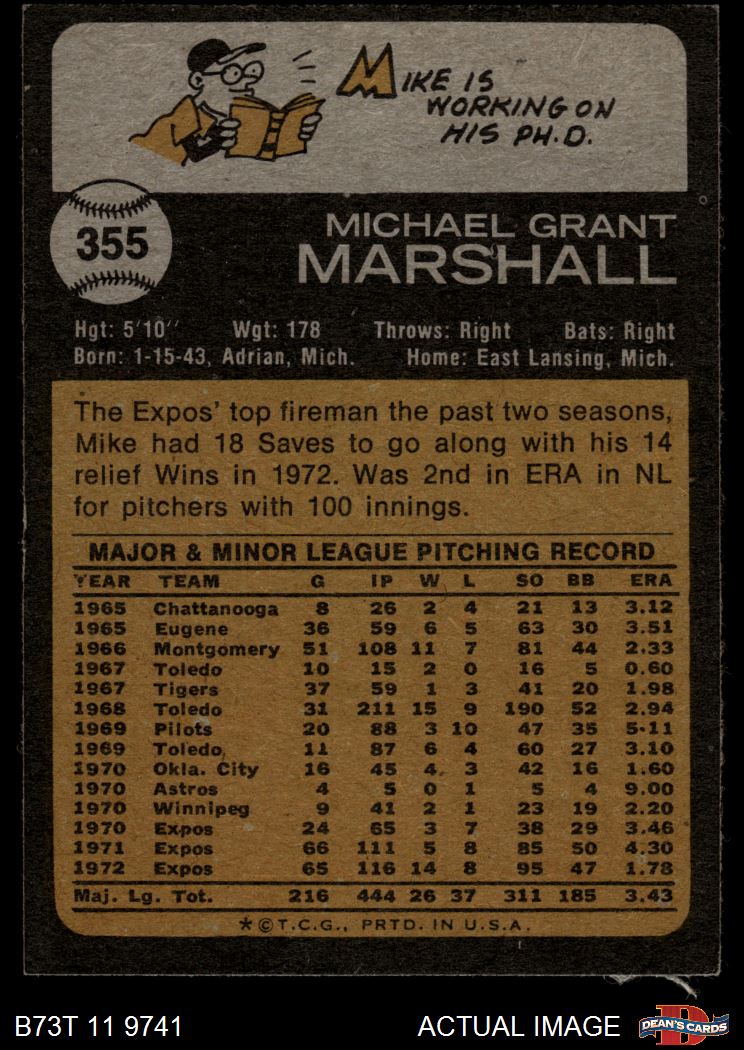 MIKE IS
WORKING ON
HIS PH.D.
355
MICHAEL GRANT
MARSHALL
Hgt: 5'10" Wgt: 178 Throws: Right Bats: Right
Born: 1-15-43, Adrian, Mich. Home: East Lansing, Mich.
The Expos' top fireman the past two seasons,
Mike had 18 Saves to go along with his 14
relief Wins in 1972. Was 2nd in ERA in NL
for pitchers with 100 innings.
MAJOR & MINOR LEAGUE PITCHING RECORD
YEAR TEAM G IP W L SO BB ERA
1965 Chattanooga 8 26 2 4 21 13 3.12
1965 Eugene 36 59 6 5 63 30 3.51
1966 Montgomery 51 108 11 7 81 44 2.33
1967 Toledo 10 15 2 0 16 5 0.60
1967 Tigers 37 59 1 3 41 20 1.98
1968 Toledo 31 211 15 9 190 52 2.94
1969 Pilots 20 88 3 10 47 35 5.11
1969 Toledo 11 87 6 4 60 27 3.10
1970 Okla. City 16 45 4 3 42 16 1.60
1970 Astros 4 5 0 1 5 4 9.00
1970 Winnipeg 9 41 2 1 23 19 2.20
1970 Expos 24 65 3 7 38 29 3.46
1971 Expos 66 111 5 8 85 50 4.30
1972 Expos 65 116 14 8 95 47 1.78
Maj. Lg. Tot. 216 444 26 37 311 185 3.43
*©T.C.G., PRTD. IN U.S.A.
B73T 11 9741 ACTUAL IMAGE DEAN'S CARDS